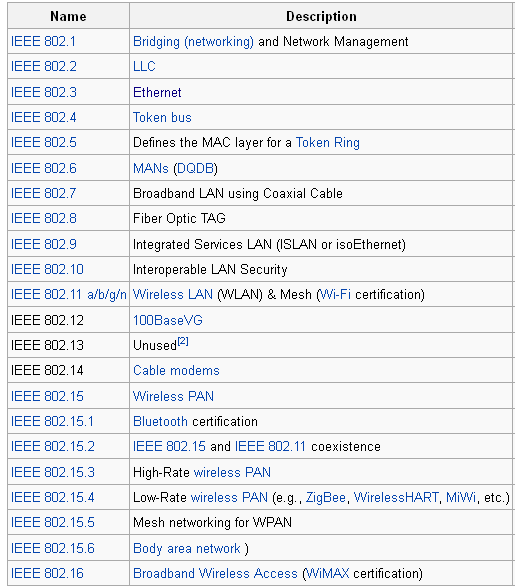 Name Description
IEEE 802.1 Bridging (networking) and Network Management
IEEE 802.2 LLC
IEEE 802.3 Ethernet
IEEE 802.4 Token bus
IEEE 802.5 Defines the MAC layer for a Token Ring
IEEE 802.6 MANs (DQDB)
IEEE 802.7 Broadband LAN using Coaxial Cable
IEEE 802.8 Fiber Optic TAG
IEEE 802.9 Integrated Services LAN (ISLAN or isoEthernet)
IEEE 802.10 Interoperable LAN Security
IEEE 802.11 a/b/g/n Wireless LAN (WLAN) & Mesh (Wi-Fi certification)
IEEE 802.12 100BaseVG
IEEE 802.13 Unused[2]
IEEE 802.14 Cable modems
IEEE 802.15 Wireless PAN
IEEE 802.15.1 Bluetooth certification
IEEE 802.15.2 IEEE 802.15 and IEEE 802.11 coexistence
IEEE 802.15.3 High-Rate wireless PAN
IEEE 802.15.4 Low-Rate wireless PAN (e.g., ZigBee, WirelessHART, MiWi, etc.)
IEEE 802.15.5 Mesh networking for WPAN
IEEE 802.15.6 Body area network )
IEEE 802.16 Broadband Wireless Access (WiMAX certification)